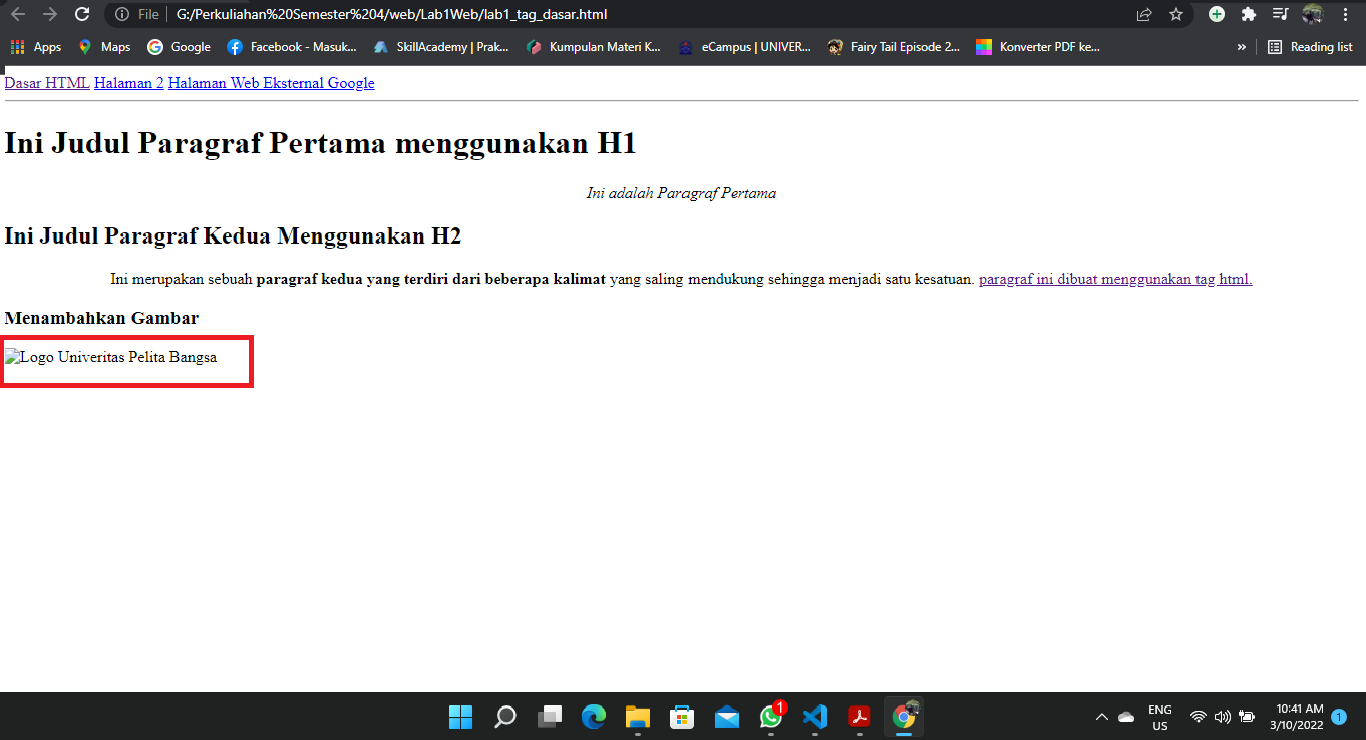 File G:/Perkuliahan%20Semester%204/web/Lab1Web/lab1_tag_dasar.html
Apps Maps Google Facebook - Masuk... SkillAcademy | Prak... Kumpulan Materi K... eCampus | UNIVER... Fairy Tail Episode 2... Konverter PDF ke... » Reading list
Dasar HTML Halaman 2 Halaman Web Eksternal Google
Ini Judul Paragraf Pertama menggunakan H1
Ini adalah Paragraf Pertama
Ini Judul Paragraf Kedua Menggunakan H2
Ini merupakan sebuah paragraf kedua yang terdiri dari beberapa kalimat yang saling mendukung sehingga menjadi satu kesatuan. paragraf ini dibuat menggunakan tag html.
Menambahkan Gambar
Logo Univeritas Pelita Bangsa
1
ENG
US
10:41 AM
3/10/2022
1